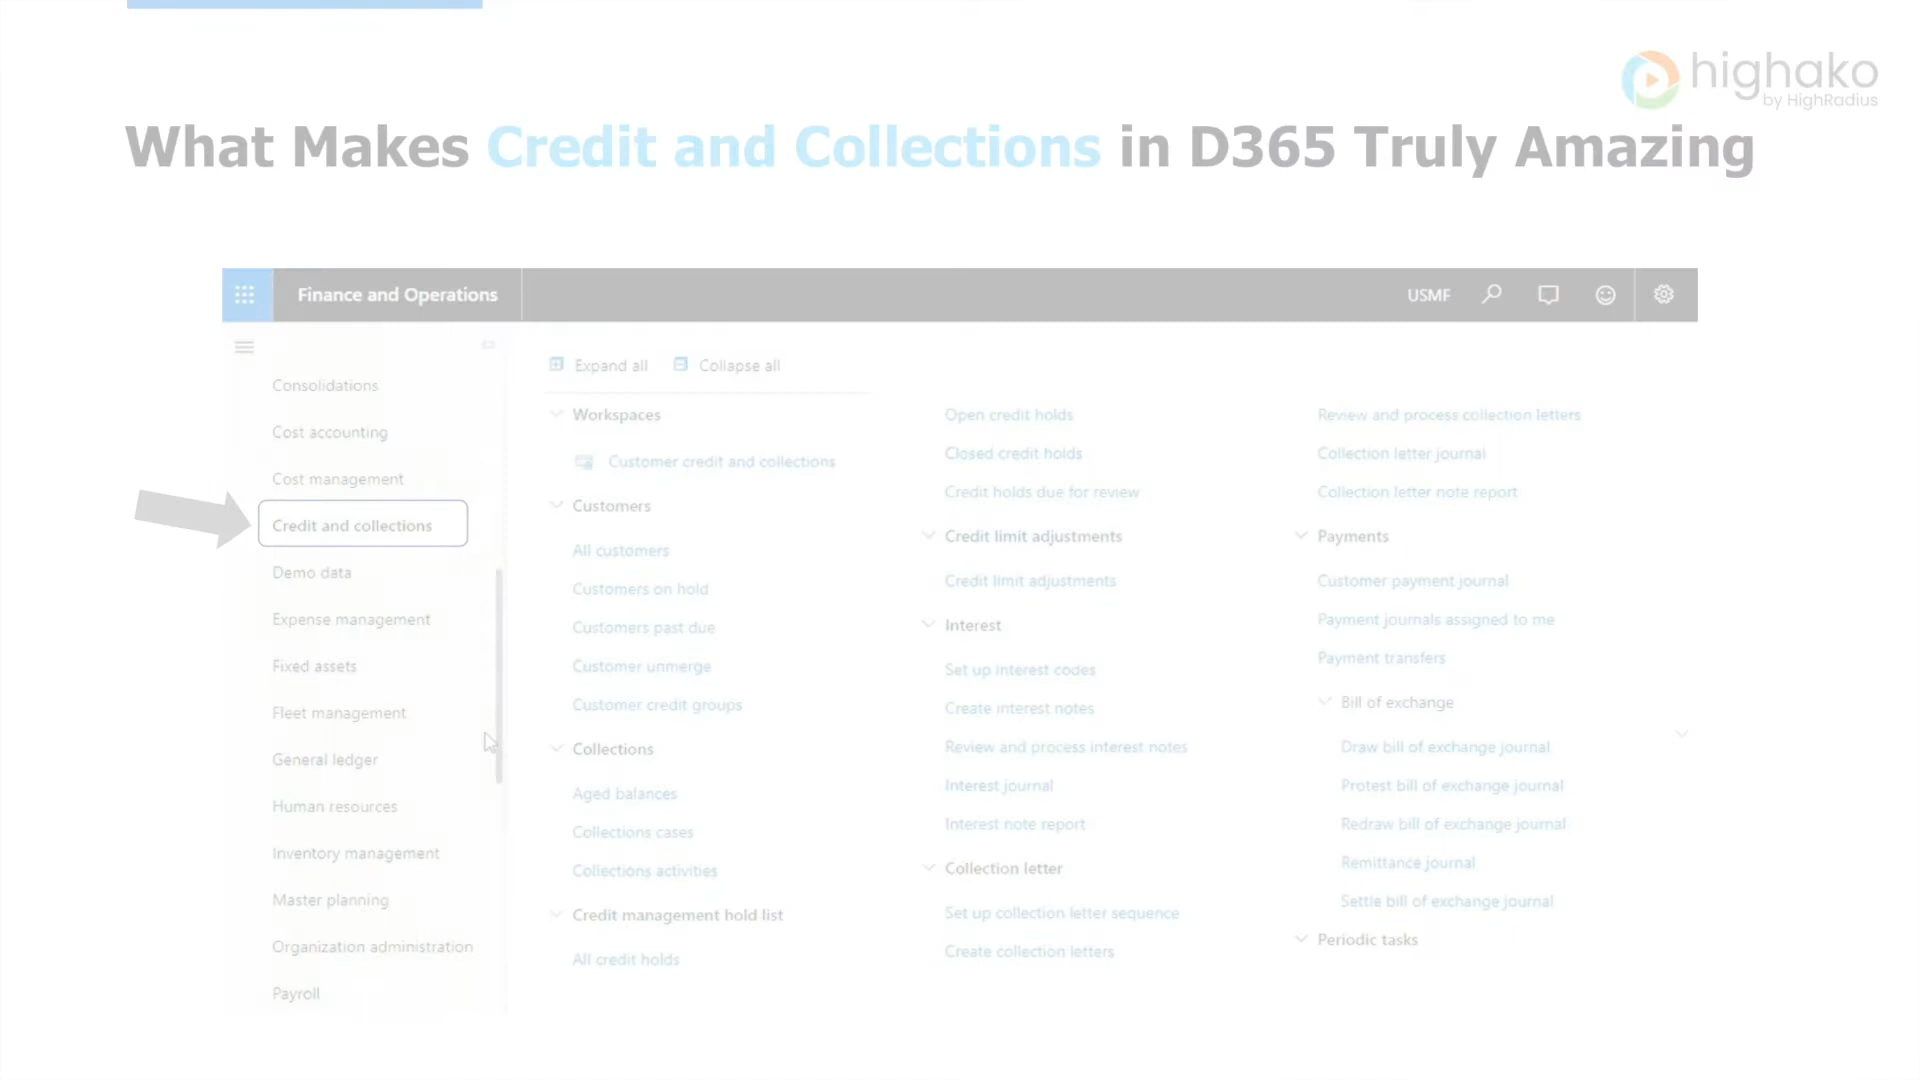 highako
by HighRadius
What Makes Credit and Collections in D365 Truly Amazing
Finance and Operations
USMF
Consolidations
Cost accounting
Cost management
Credit and collections
Demo data
Expense management
Fixed assets
Fleet management
General ledger
Human resources
Inventory management
Master planning
Organization administration
Payroll
Expand all
Collapse all
Workspaces
Customer credit and collections
Customers
All customers
Customers on hold
Customers past due
Customer unmerge
Customer credit groups
Collections
Aged balances
Collections cases
Collections activities
Credit management hold list
All credit holds
Open credit holds
Closed credit holds
Credit holds due for review
Credit limit adjustments
Credit limit adjustments
Interest
Set up interest codes
Create interest notes
Review and process interest notes
Interest journal
Interest note report
Collection letter
Set up collection letter sequence
Create collection letters
Review and process collection letters
Collection letter journal
Collection letter note report
Payments
Customer payment journal
Payment journals assigned to me
Payment transfers
Bill of exchange
Draw bill of exchange journal
Protest bill of exchange journal
Redraw bill of exchange journal
Remittance journal
Settle bill of exchange journal
Periodic tasks